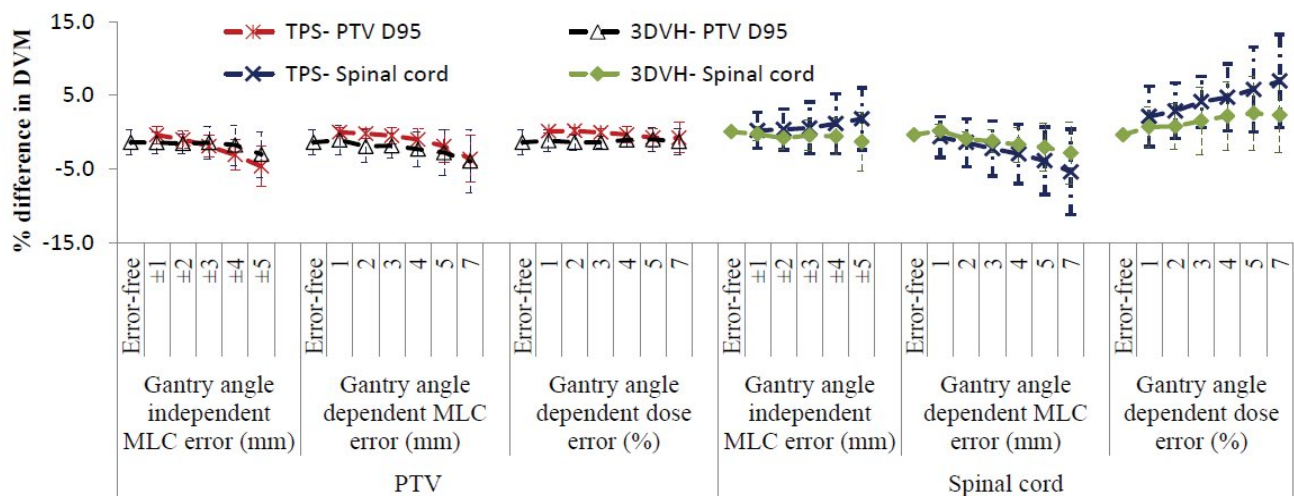 % difference in DVM
15.0
5.0
-5.0
-15.0
TPS- PTV D95
3DVH- PTV D95
TPS- Spinal cord
3DVH- Spinal cord
Error-free
±1
±2
±3
±4
±5
Error-free
1
2
3
4
5
7
Error-free
1
2
3
4
5
7
Error-free
±1
±2
±3
±4
±5
Error-free
1
2
3
4
5
7
Error-free
1
2
3
4
5
7
Gantry angle
independent
MLC error (mm)
Gantry angle
dependent MLC
error (mm)
Gantry angle
dependent dose
error (%)
Gantry angle
independent
MLC error (mm)
Gantry angle
dependent MLC
error (mm)
Gantry angle
dependent dose
error (%)
PTV
Spinal cord